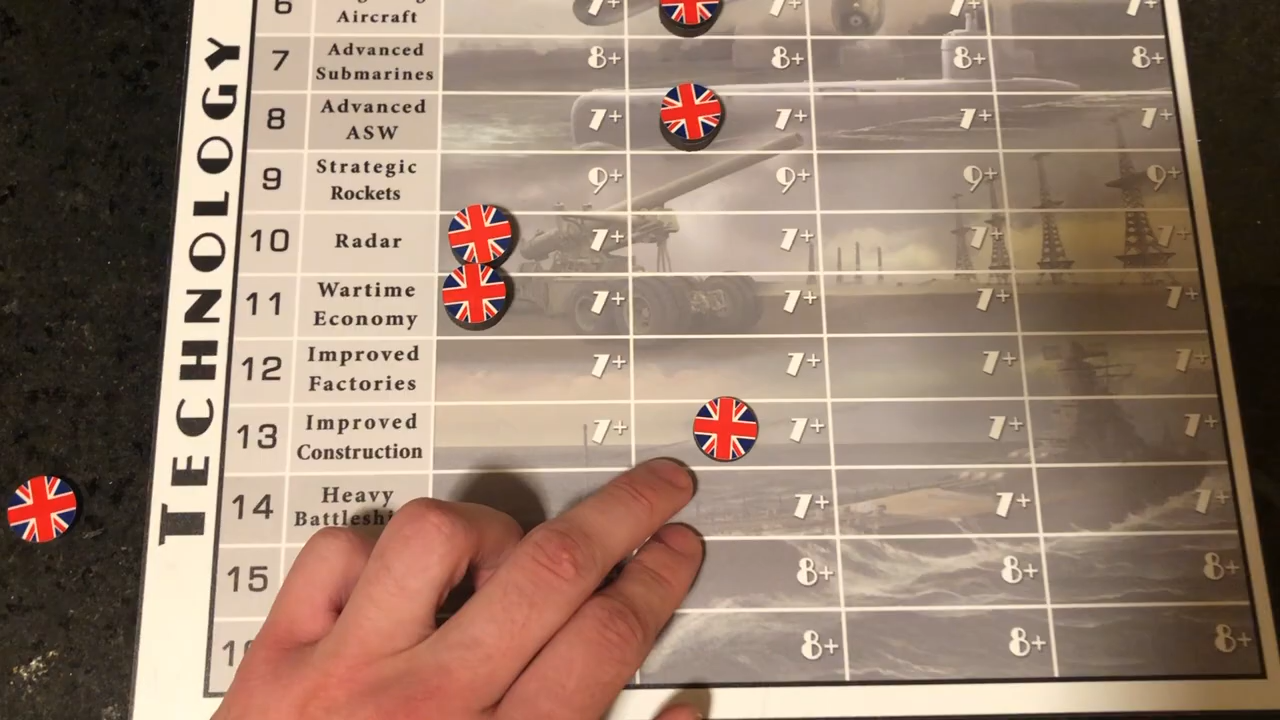 TECHNOLOGY
6 Aircraft 7+ 7+ 7+ 7+
7 Advanced Submarines 8+ 8+ 8+ 8+
8 Advanced ASW 7+ 7+ 7+ 7+
9 Strategic Rockets 9+ 9+ 9+ 9+
10 Radar 7+ 7+ 7+ 7+
11 Wartime Economy 7+ 7+ 7+ 7+
12 Improved Factories 7+ 7+ 7+ 7+
13 Improved Construction 7+ 7+ 7+ 7+
14 Heavy 7+ 7+ 7+
15 8+ 8+ 8+
8+ 8+ 8+